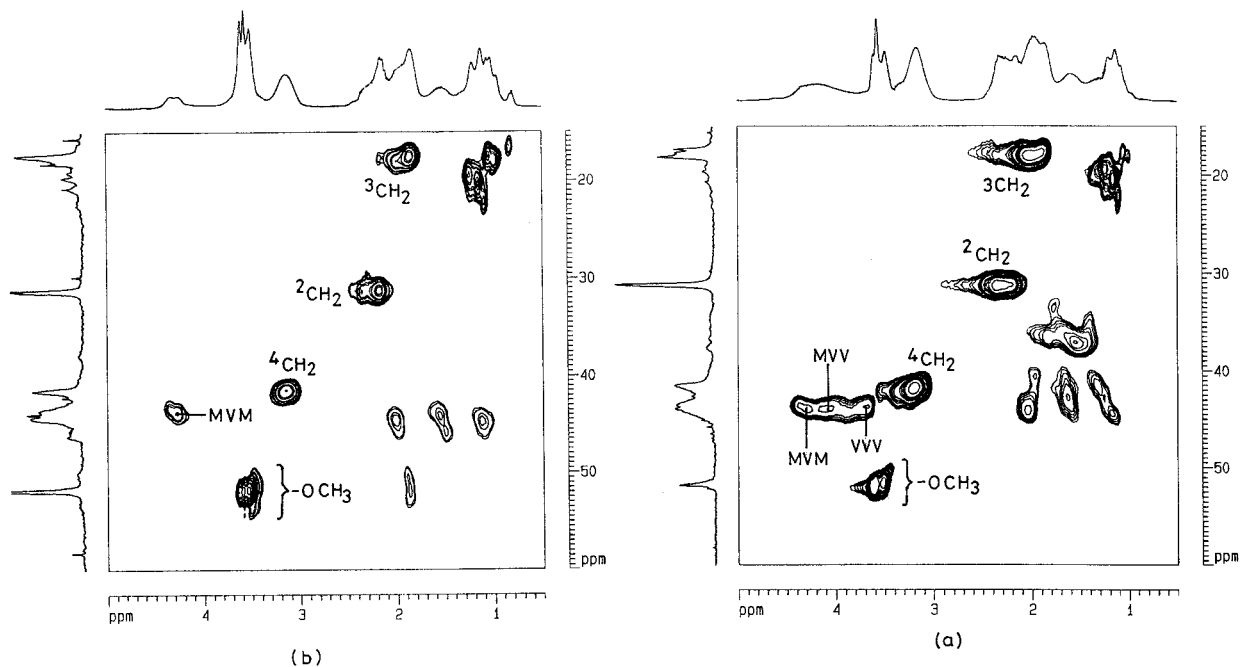 ³CH₂
20
²CH₂
30
⁴CH₂
40
MVM
50
}-OCH₃
ppm
ppm 4 3 2 1
(b)
3CH₂
20
²CH₂
30
MVV
⁴CH₂
40
MVM
VVV
50
}-OCH₃
ppm
ppm 4 3 2 1
(a)